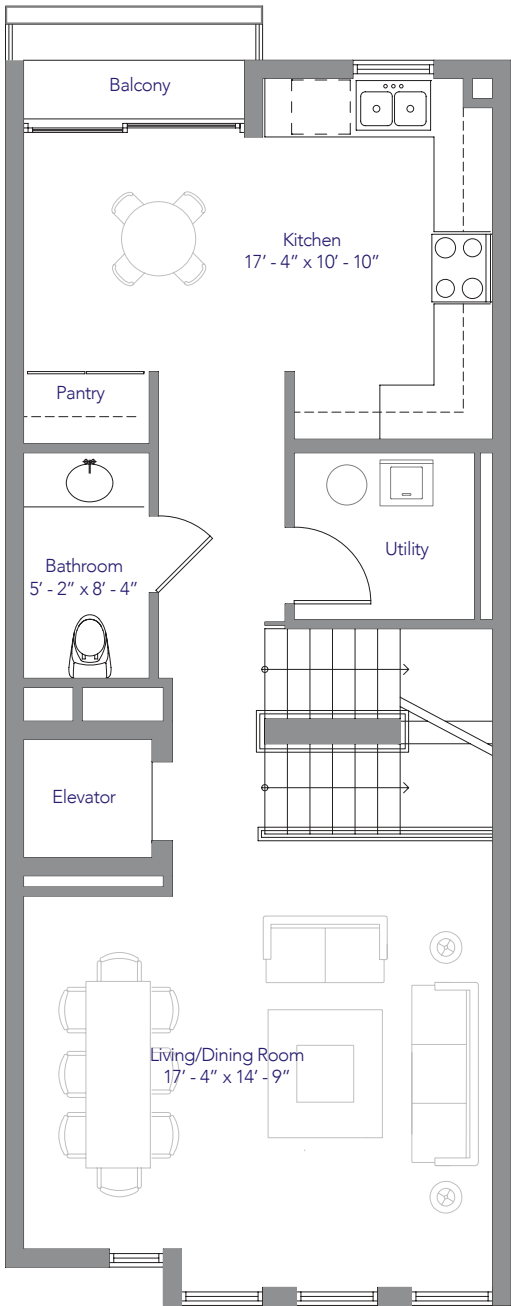 Balcony
Kitchen
17’ - 4” x 10’ - 10”
Pantry
Bathroom
5’ - 2” x 8’ - 4”
Utility
Elevator
Living/Dining Room
17’ - 4” x 14’ - 9”